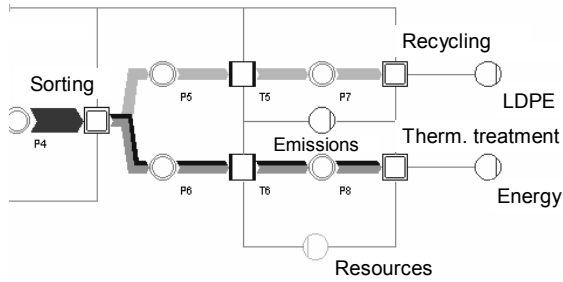 Recycling
Sorting
P5
T5
P7
LDPE
P4
Emissions
Therm. treatment
P6
T6
P8
Energy
Resources